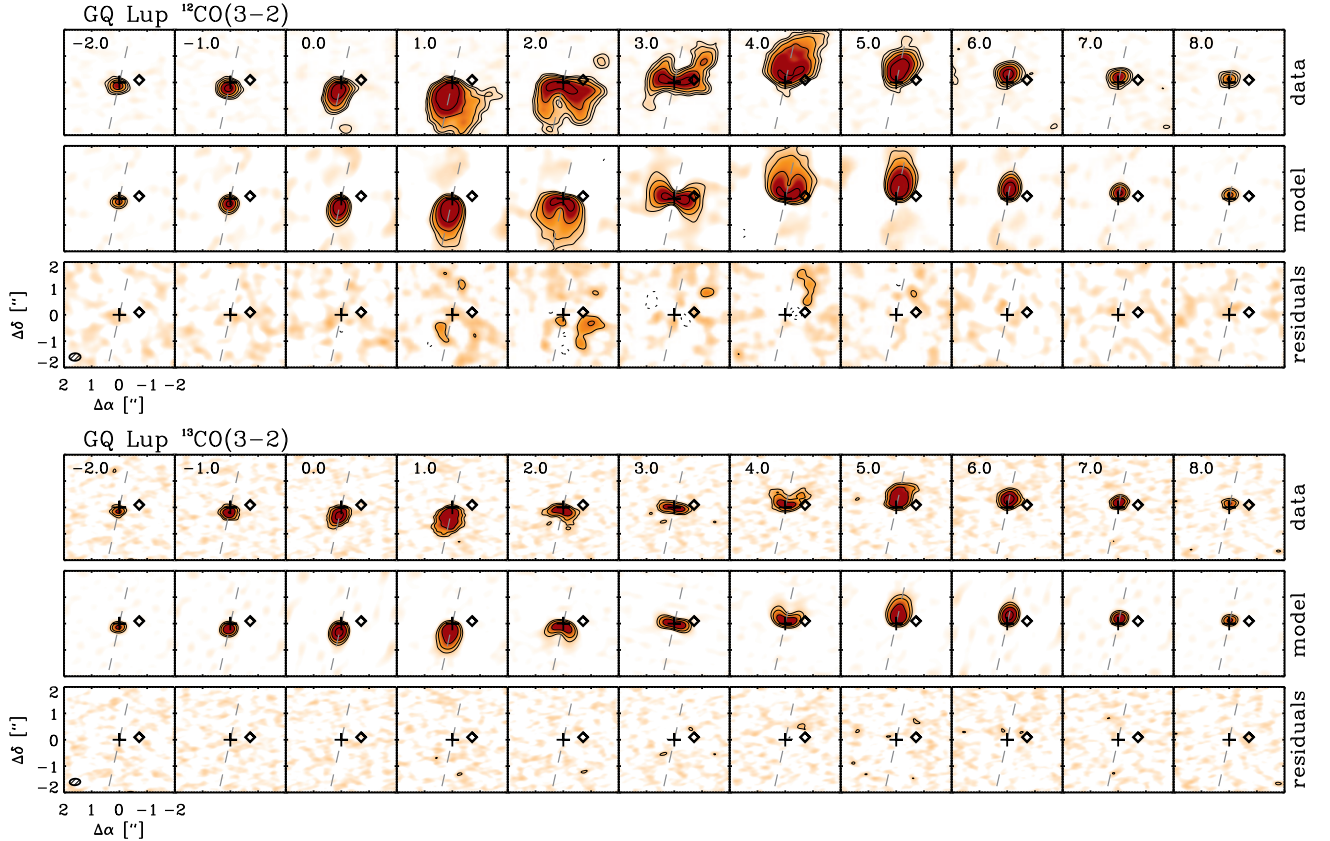 GQ Lup ¹²CO(3−2)
−2.0 −1.0 0.0 1.0 2.0 3.0 4.0 5.0 6.0 7.0 8.0
data
model
2
1
0
−1
−2
Δδ ["]
residuals
2 1 0 −1 −2
Δα ["]
GQ Lup ¹³CO(3−2)
−2.0 −1.0 0.0 1.0 2.0 3.0 4.0 5.0 6.0 7.0 8.0
data
model
2
1
0
−1
−2
Δδ ["]
residuals
2 1 0 −1 −2
Δα ["]